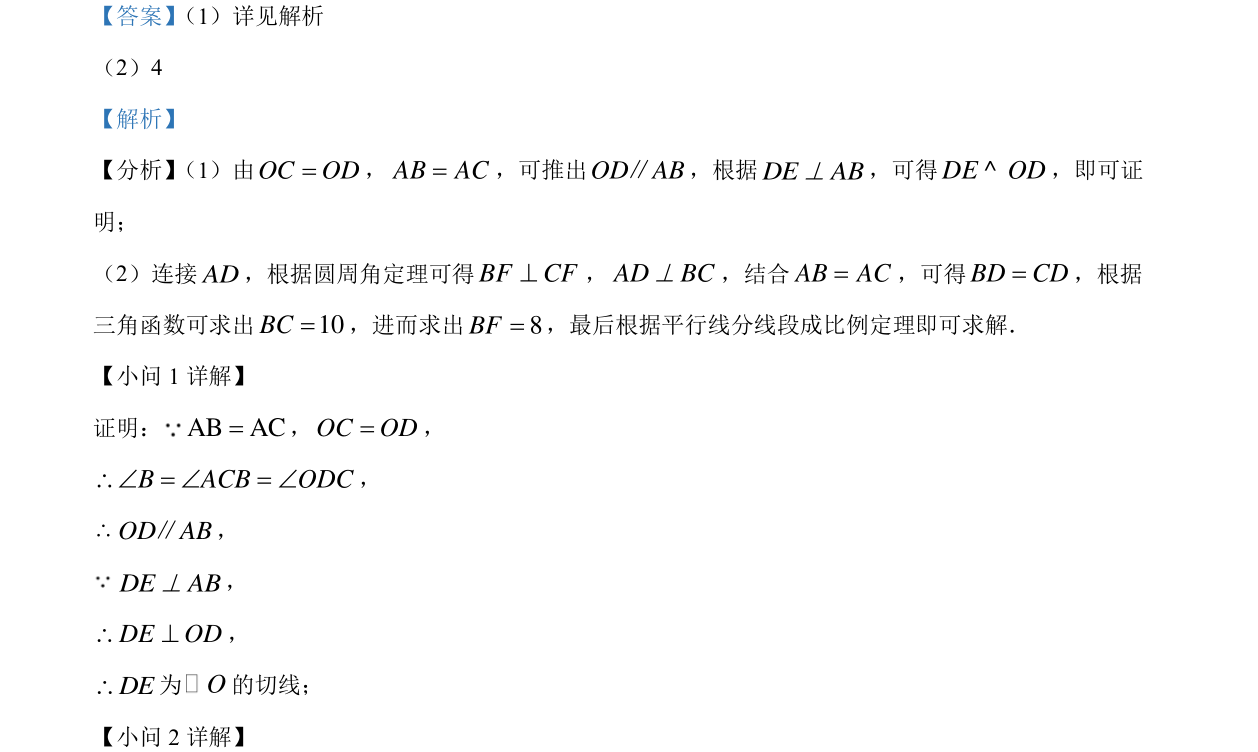 【答案】（1）详见解析
（2）4
【解析】
【分析】（1）由OC=OD，AB=AC，可推出OD∥AB，根据DE⊥AB，可得DE^ OD，即可证
明；
（2）连接AD，根据圆周角定理可得BF⊥CF，AD⊥BC，结合AB=AC，可得BD=CD，根据
三角函数可求出BC=10，进而求出BF=8，最后根据平行线分线段成比例定理即可求解．
【小问 1 详解】
证明：∵AB=AC，OC=OD，
∴∠B=∠ACB=∠ODC，
∴OD∥AB，
∵DE⊥AB，
∴DE⊥OD，
∴DE为□ O的切线；
【小问 2 详解】